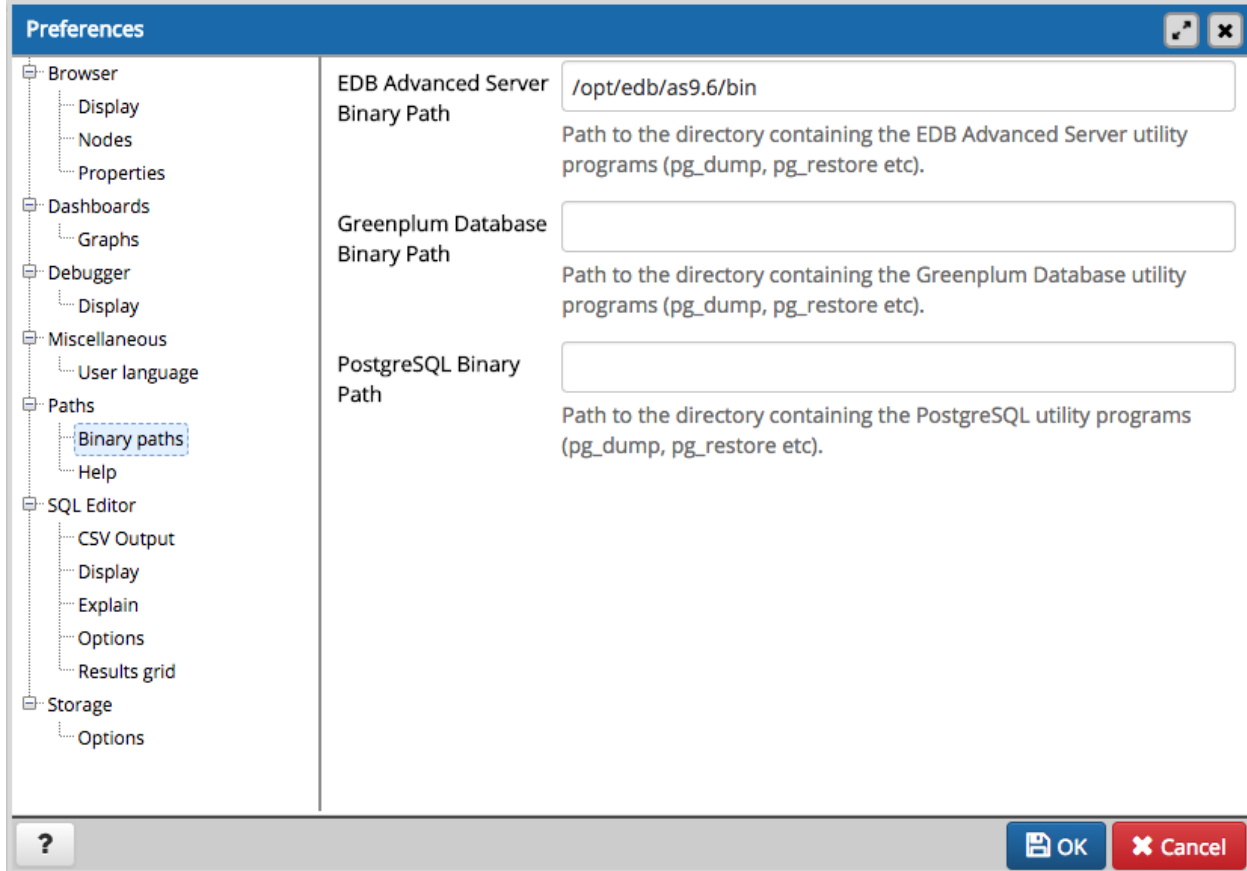 Preferences
Browser
Display
Nodes
Properties
Dashboards
Graphs
Debugger
Display
Miscellaneous
User language
Paths
Binary paths
Help
SQL Editor
CSV Output
Display
Explain
Options
Results grid
Storage
Options
EDB Advanced Server
Binary Path
/opt/edb/as9.6/bin
Path to the directory containing the EDB Advanced Server utility
programs (pg_dump, pg_restore etc).
Greenplum Database
Binary Path
Path to the directory containing the Greenplum Database utility
programs (pg_dump, pg_restore etc).
PostgreSQL Binary
Path
Path to the directory containing the PostgreSQL utility programs
(pg_dump, pg_restore etc).
?
OK
Cancel